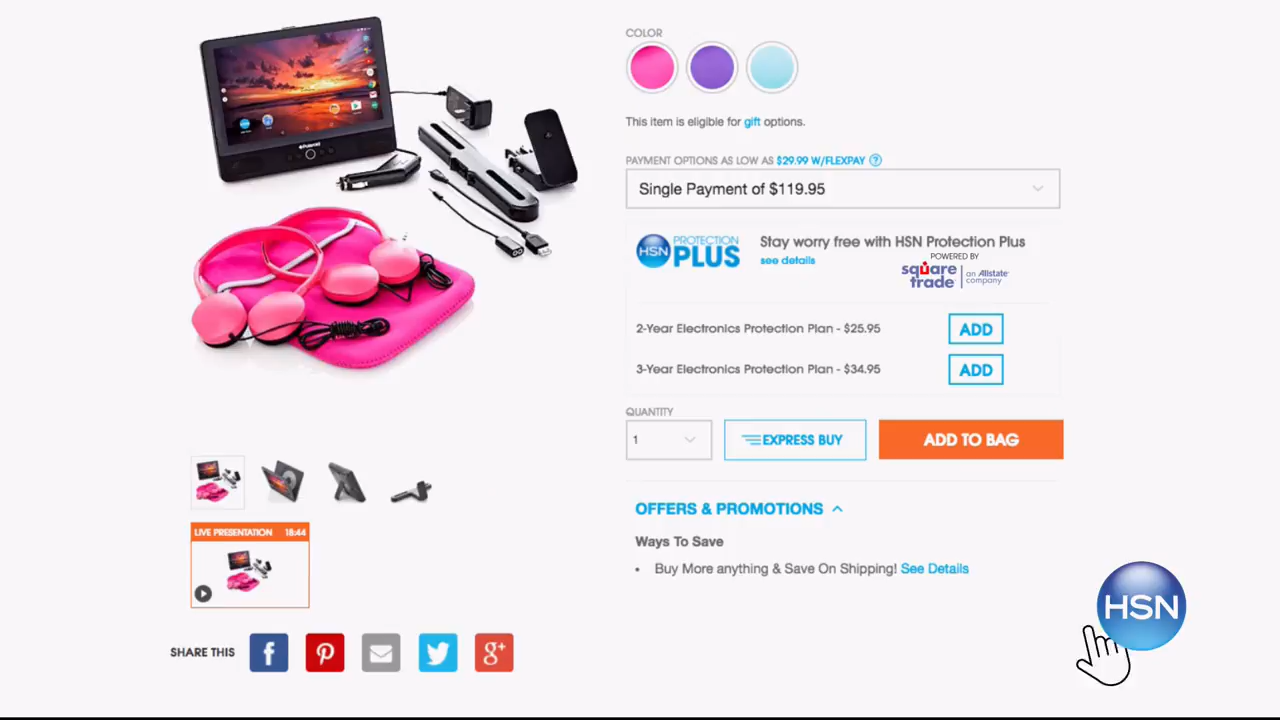 COLOR
This item is eligible for gift options.
PAYMENT OPTIONS AS LOW AS $29.99 W/FLEXPAY ?
Single Payment of $119.95
HSN PROTECTION PLUS
Stay worry free with HSN Protection Plus
see details
POWERED BY
square trade
an Allstate company
2-Year Electronics Protection Plan - $25.95
ADD
3-Year Electronics Protection Plan - $34.95
ADD
QUANTITY
1
EXPRESS BUY
ADD TO BAG
OFFERS & PROMOTIONS
Ways To Save
• Buy More anything & Save On Shipping! See Details
Polaroid
LIVE PRESENTATION 18:44
SHARE THIS
f
g+
HSN